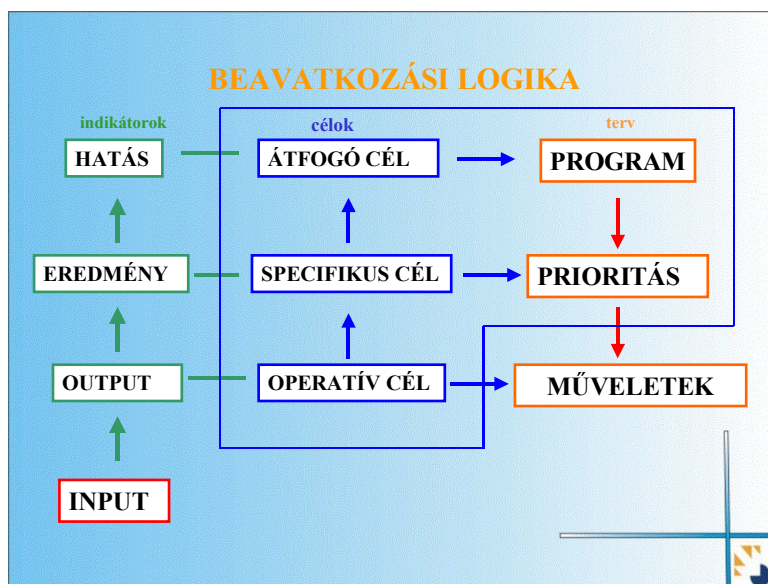 BEAVATKOZÁSI LOGIKA
indikátorok célok terv
HATÁS ÁTFOGÓ CÉL PROGRAM
EREDMÉNY SPECIFIKUS CÉL PRIORITÁS
OUTPUT OPERATÍV CÉL MŰVELETEK
INPUT